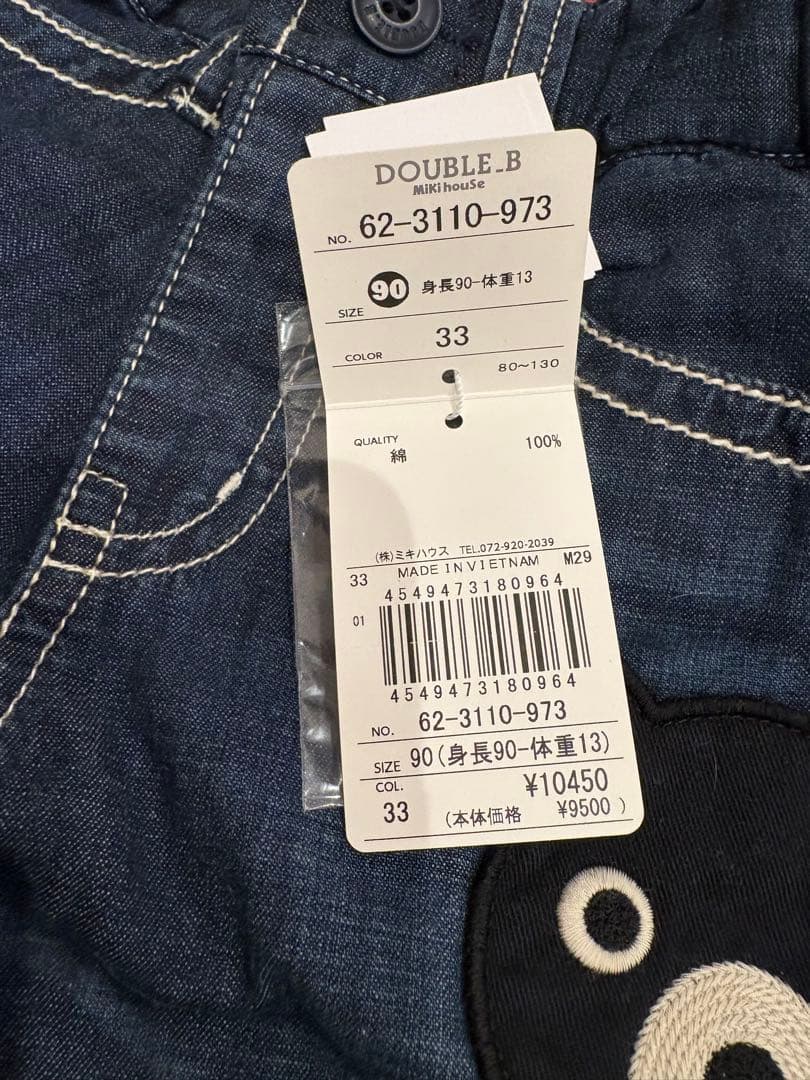 DOUBLE_B
MiKi houSe
NO. 62-3110-973
SIZE 90 身長90-体重13
COLOR 33
80～130
QUALITY
綿 100%
(株)ミキハウス TEL.072-920-2039
33 MADE IN VIETNAM M29
4549473180964
01
4549473180964
NO. 62-3110-973
SIZE 90(身長90-体重13)
COL. ¥10450
33 (本体価格 ¥9500 )